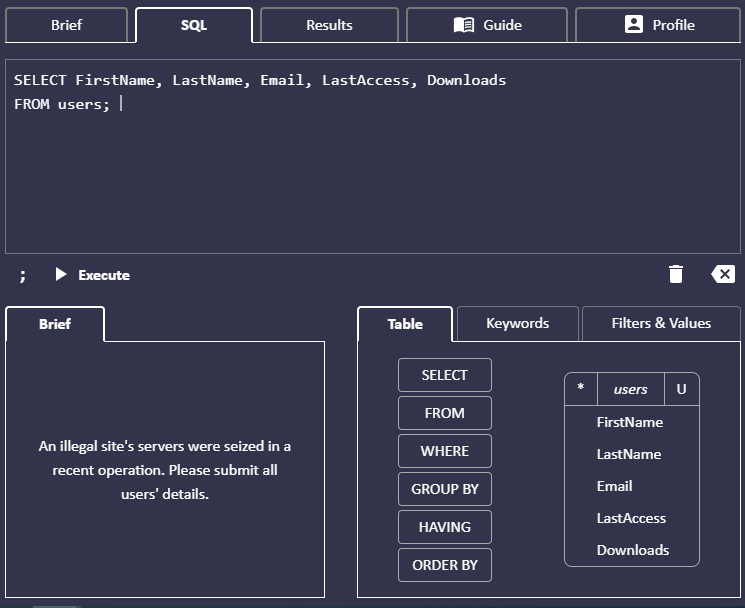 Brief
SQL
Results
Guide
Profile
SELECT FirstName, LastName, Email, LastAccess, Downloads
FROM users;
; Execute
Brief
An illegal site's servers were seized in a
recent operation. Please submit all
users' details.
Table
Keywords
Filters & Values
SELECT
FROM
WHERE
GROUP BY
HAVING
ORDER BY
* users U
FirstName
LastName
Email
LastAccess
Downloads